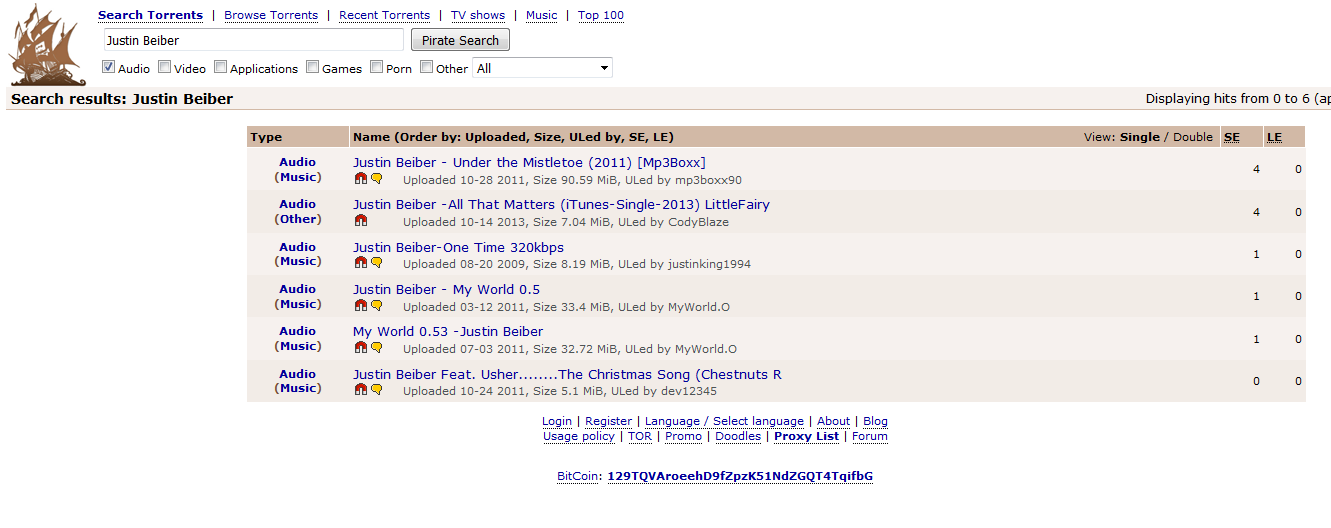 Search Torrents | Browse Torrents | Recent Torrents | TV shows | Music | Top 100
Justin Beiber Pirate Search
Audio Video Applications Games Porn Other All
Search results: Justin Beiber Displaying hits from 0 to 6 (ap
Type Name (Order by: Uploaded, Size, ULed by, SE, LE) View: Single / Double SE LE
Audio Justin Beiber - Under the Mistletoe (2011) [Mp3Boxx] 4 0
(Music) Uploaded 10-28 2011, Size 90.59 MiB, ULed by mp3boxx90
Audio Justin Beiber -All That Matters (iTunes-Single-2013) LittleFairy 4 0
(Other) Uploaded 10-14 2013, Size 7.04 MiB, ULed by CodyBlaze
Audio Justin Beiber-One Time 320kbps 1 0
(Music) Uploaded 08-20 2009, Size 8.19 MiB, ULed by justinking1994
Audio Justin Beiber - My World 0.5 1 0
(Music) Uploaded 03-12 2011, Size 33.4 MiB, ULed by MyWorld.O
Audio My World 0.53 -Justin Beiber 1 0
(Music) Uploaded 07-03 2011, Size 32.72 MiB, ULed by MyWorld.O
Audio Justin Beiber Feat. Usher........The Christmas Song (Chestnuts R 0 0
(Music) Uploaded 10-24 2011, Size 5.1 MiB, ULed by dev12345
Login | Register | Language / Select language | About | Blog
Usage policy | TOR | Promo | Doodles | Proxy List | Forum
BitCoin: 129TQVAroeehD9fZpzK51NdZGQT4TqifbG